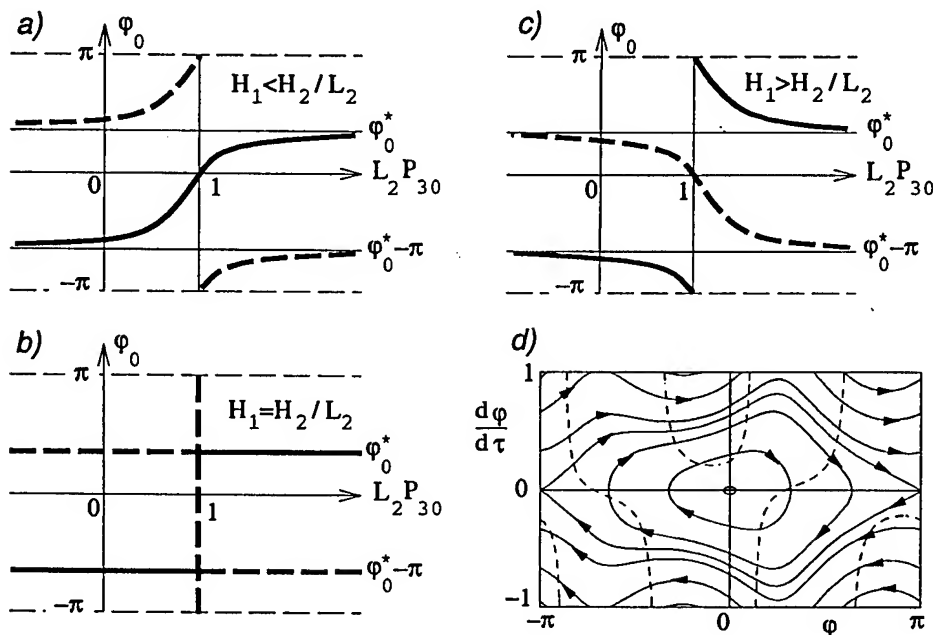 a)
φ₀
π
H₁<H₂/L₂
φ₀*
L₂P₃₀
0
1
φ₀*-π
-π
c)
φ₀
π
H₁>H₂/L₂
φ₀*
L₂P₃₀
0
1
φ₀*-π
-π
b)
φ₀
π
H₁=H₂/L₂
φ₀*
0
1
L₂P₃₀
φ₀*-π
-π
d)
1
dφ
dτ
0
-1
-π
0
φ
π